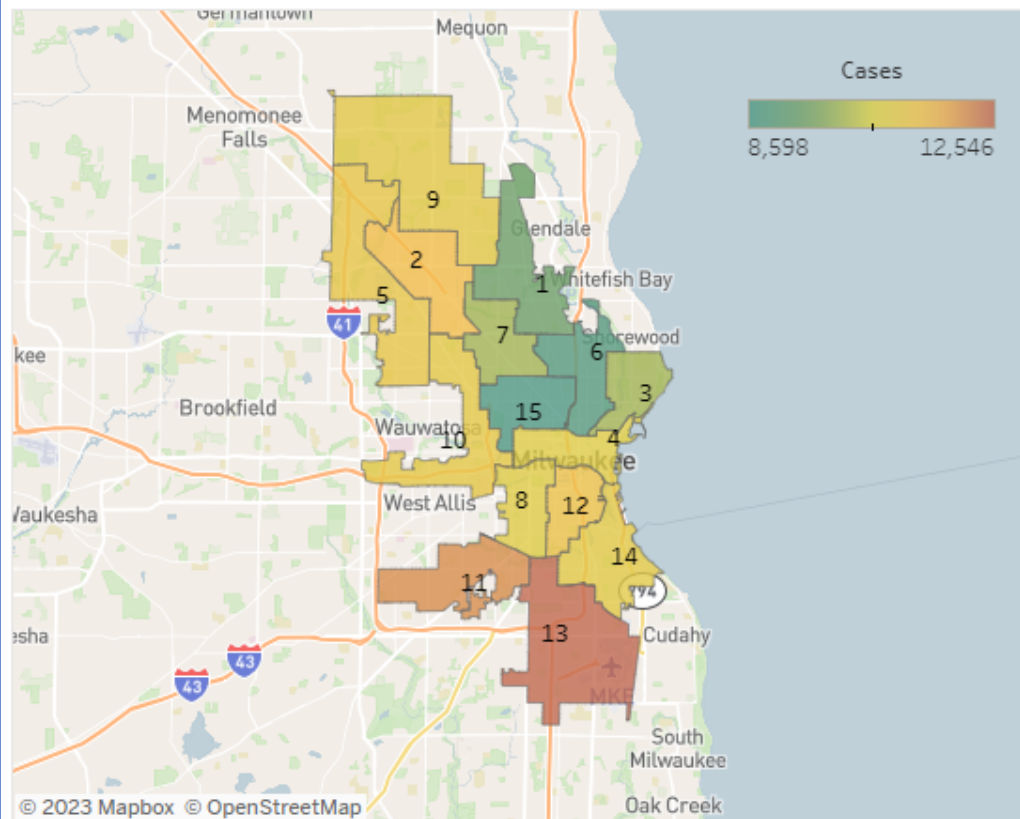 Germantown
Mequon
Cases
8,598
12,546
Menomonee
Falls
9
Glendale
2
1
Whitefish Bay
5
41
7
Shorewood
6
kee
3
Brookfield
15
Wauwatosa
4
10
Milwaukee
West Allis
8
12
Waukesha
14
11
794
13
Cudahy
esha
43
43
MKE
South
Milwaukee
© 2023 Mapbox © OpenStreetMap
Oak Creek